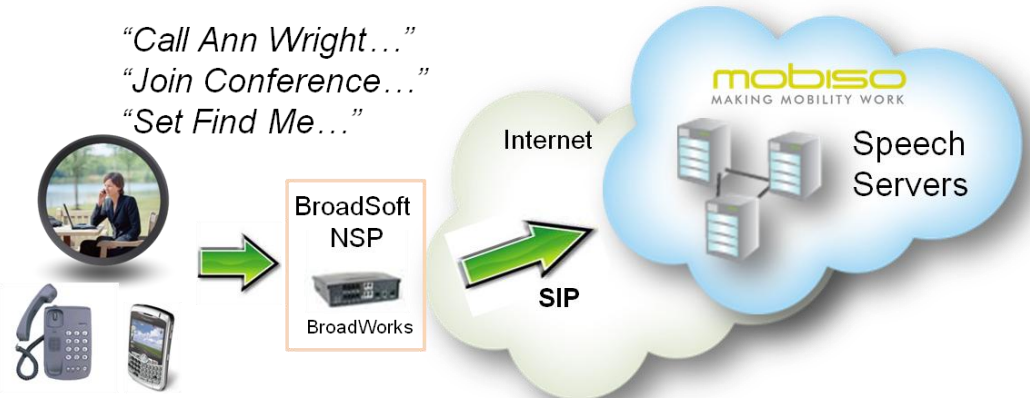 “Call Ann Wright…”
“Join Conference…”
“Set Find Me…”
BroadSoft
NSP
BroadWorks
Internet
SIP
mobiso
MAKING MOBILITY WORK
Speech
Servers